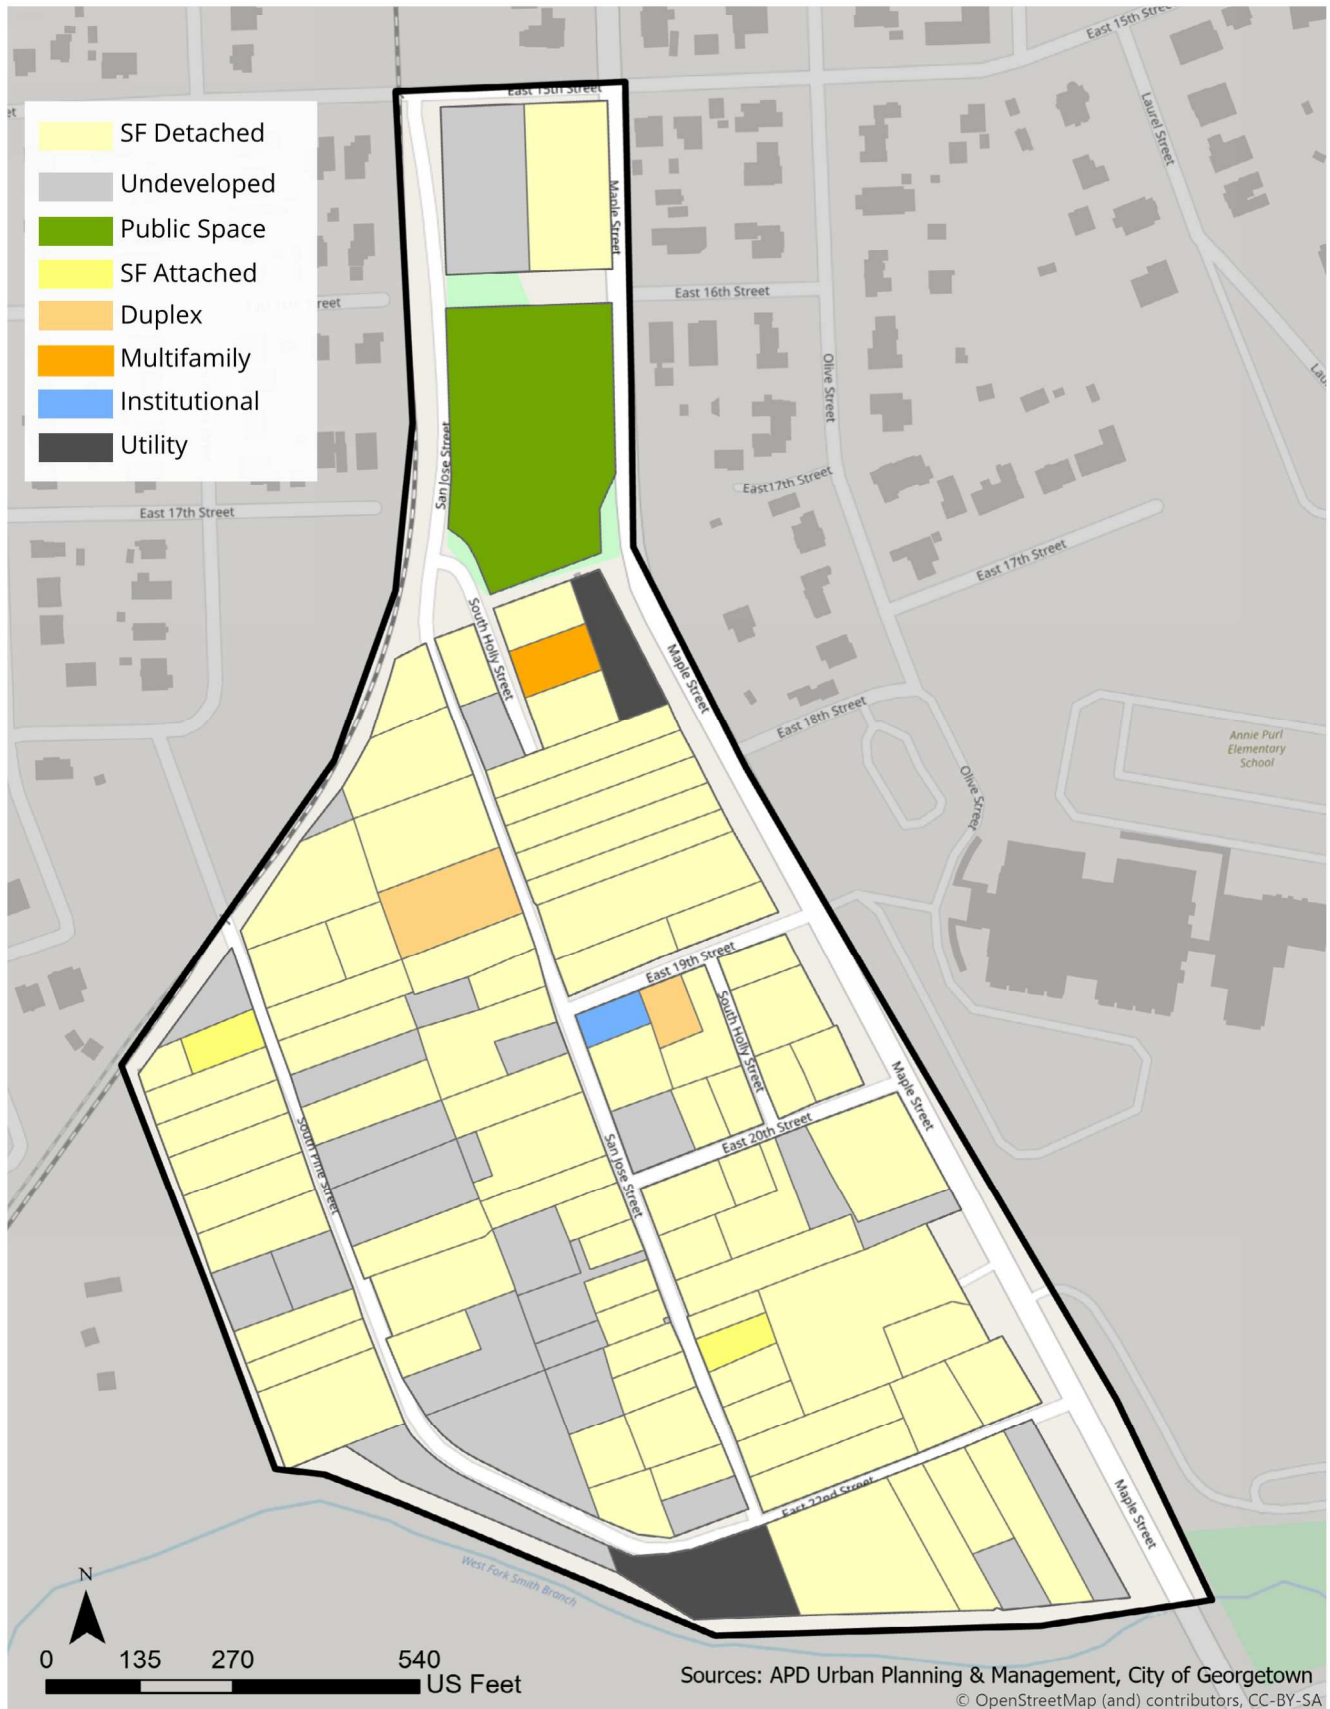 East 15th Street
East 15th Street
SF Detached
Undeveloped
Public Space
SF Attached
Duplex
Multifamily
Institutional
Utility
Laurel Street
Maple Street
East 16th Street
Olive Street
San Jose Street
East 17th Street
East 17th Street
East 17th Street
South Holly Street
Maple Street
East 18th Street
Annie Purl
Elementary
School
Olive Street
East 19th Street
South Holly Street
Maple Street
South Pine Street
San Jose Street
East 20th Street
East 22nd Street
Maple Street
West Fork Smith Branch
N
0 135 270 540
US Feet
Sources: APD Urban Planning & Management, City of Georgetown
© OpenStreetMap (and) contributors, CC-BY-SA